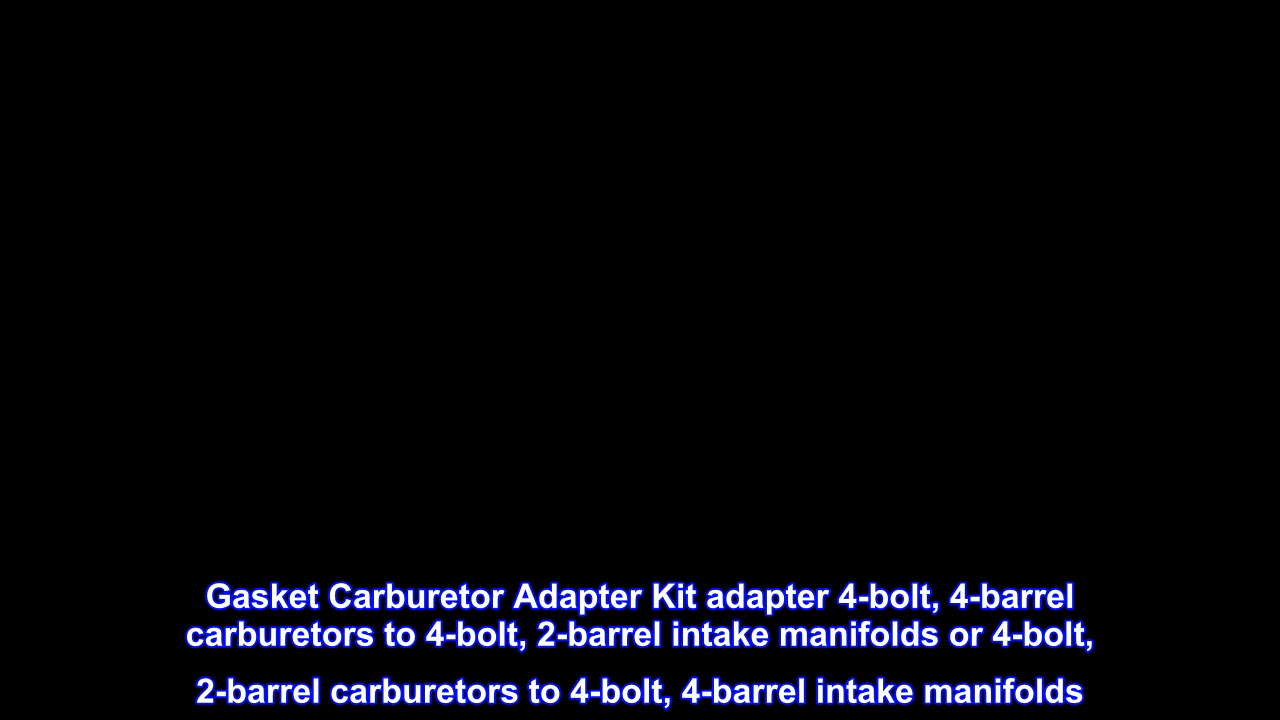 Gasket Carburetor Adapter Kit adapter 4-bolt, 4-barrel
carburetors to 4-bolt, 2-barrel intake manifolds or 4-bolt,
2-barrel carburetors to 4-bolt, 4-barrel intake manifolds